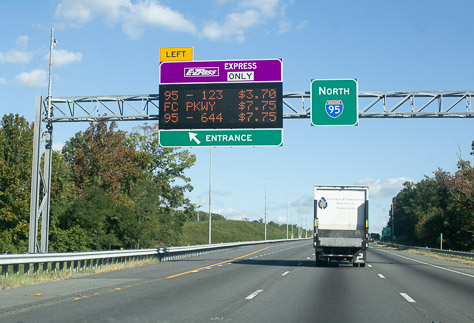 LEFT
E-ZPass EXPRESS
ONLY
95 - 123 $3.70
FC PKWY $7.75
95 - 644 $7.75
ENTRANCE
NORTH
95